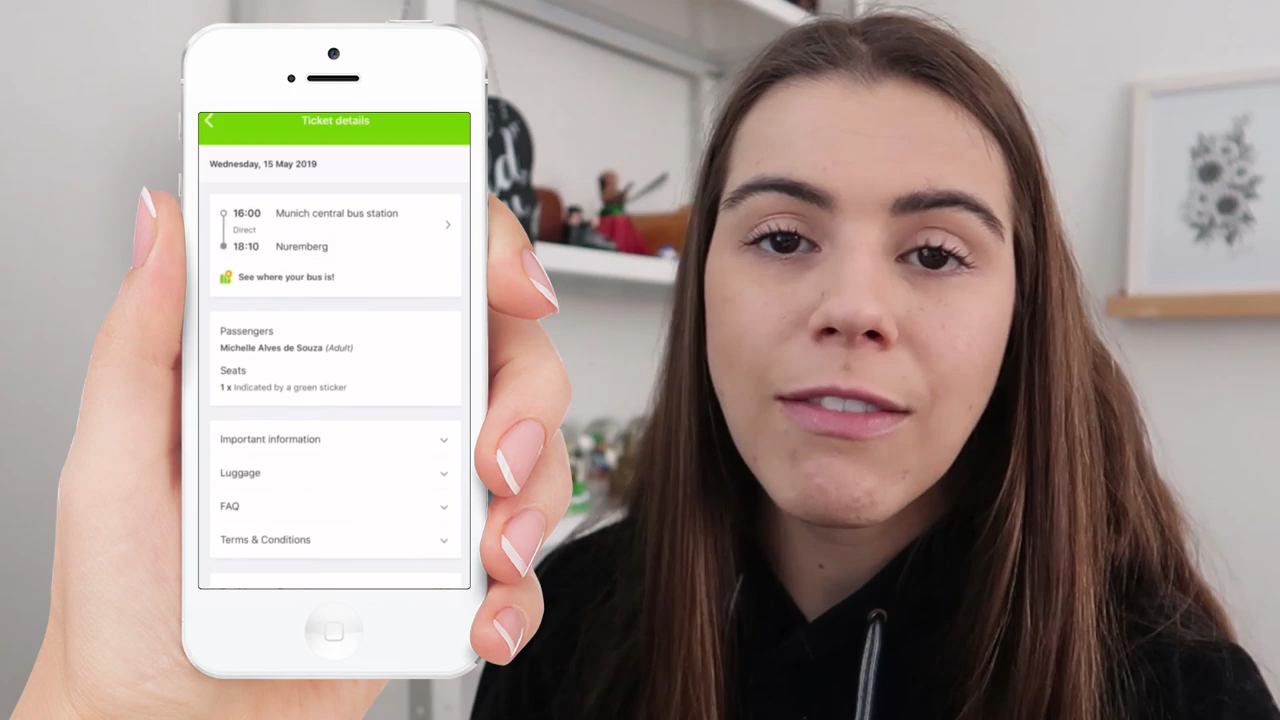 Ticket details
Wednesday, 15 May 2019
16:00 Munich central bus station
Direct
18:10 Nuremberg
See where your bus is!
Passengers
Michelle Alves de Souza (Adult)
Seats
1 x Indicated by a green sticker
Important information
Luggage
FAQ
Terms & Conditions